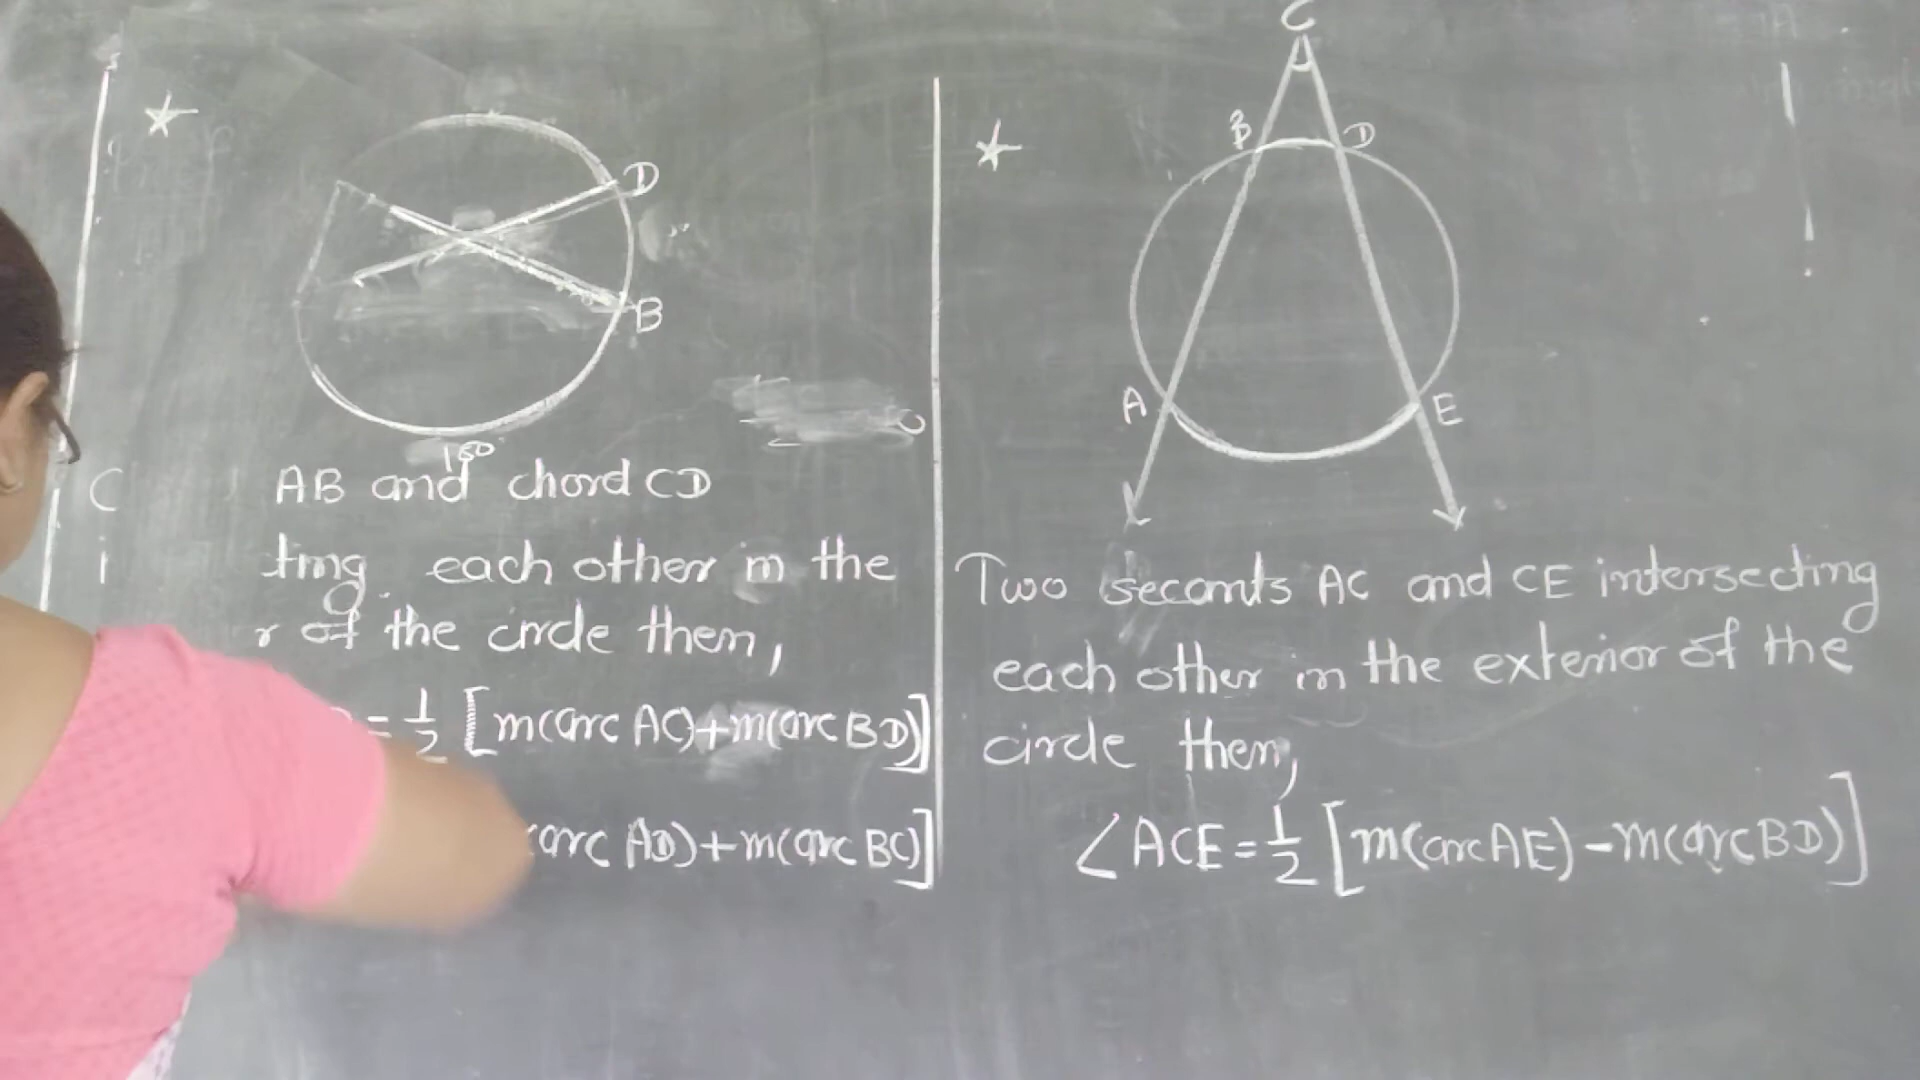 D
B
180
C AB and chord CD
ting each other in the
r of the circle then,
= 1/2 [m(arc AC)+m(arc BD)]
(arc AD)+m(arc BC)]
C
B D
A E
Two secants AC and CE intersecting
each other in the exterior of the
circle then,
∠ACE = 1/2 [m(arc AE) - m(arc BD)]